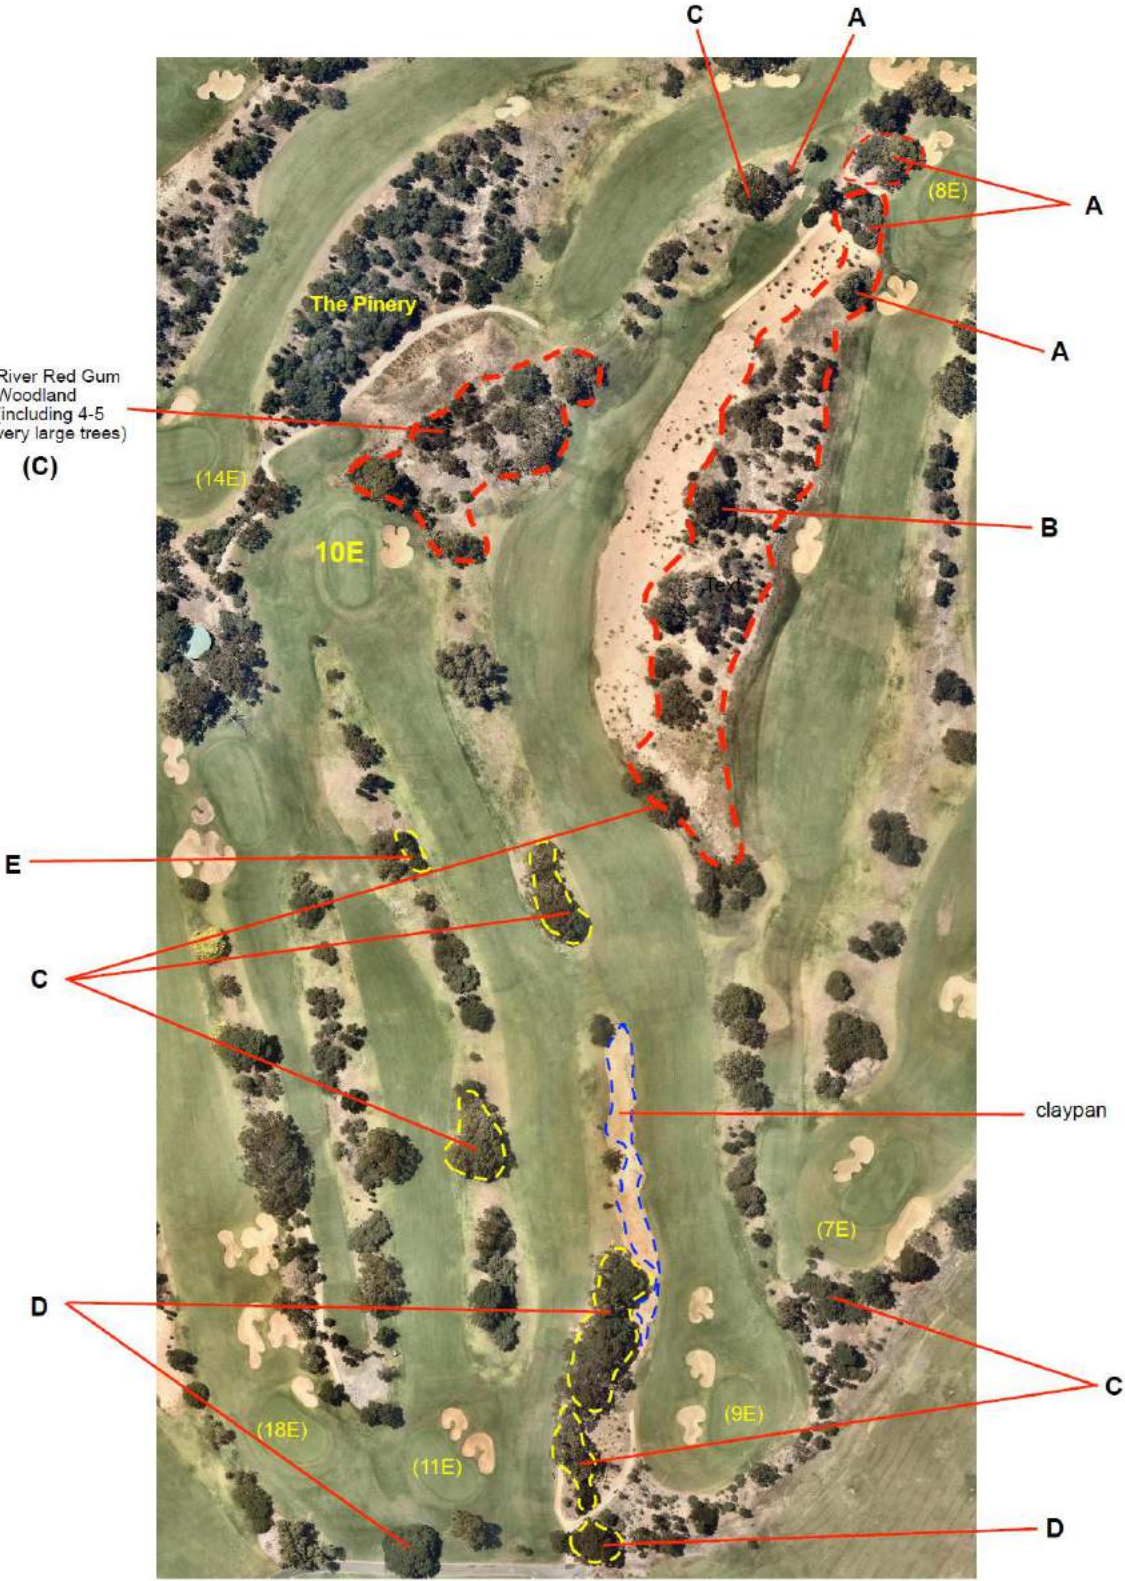 C
A
(8E)
A
The Pinery
A
River Red Gum
Woodland
(including 4-5
very large trees)
(C)
(14E)
B
10E
Text
E
C
claypan
(7E)
D
C
(9E)
(18E)
(11E)
D